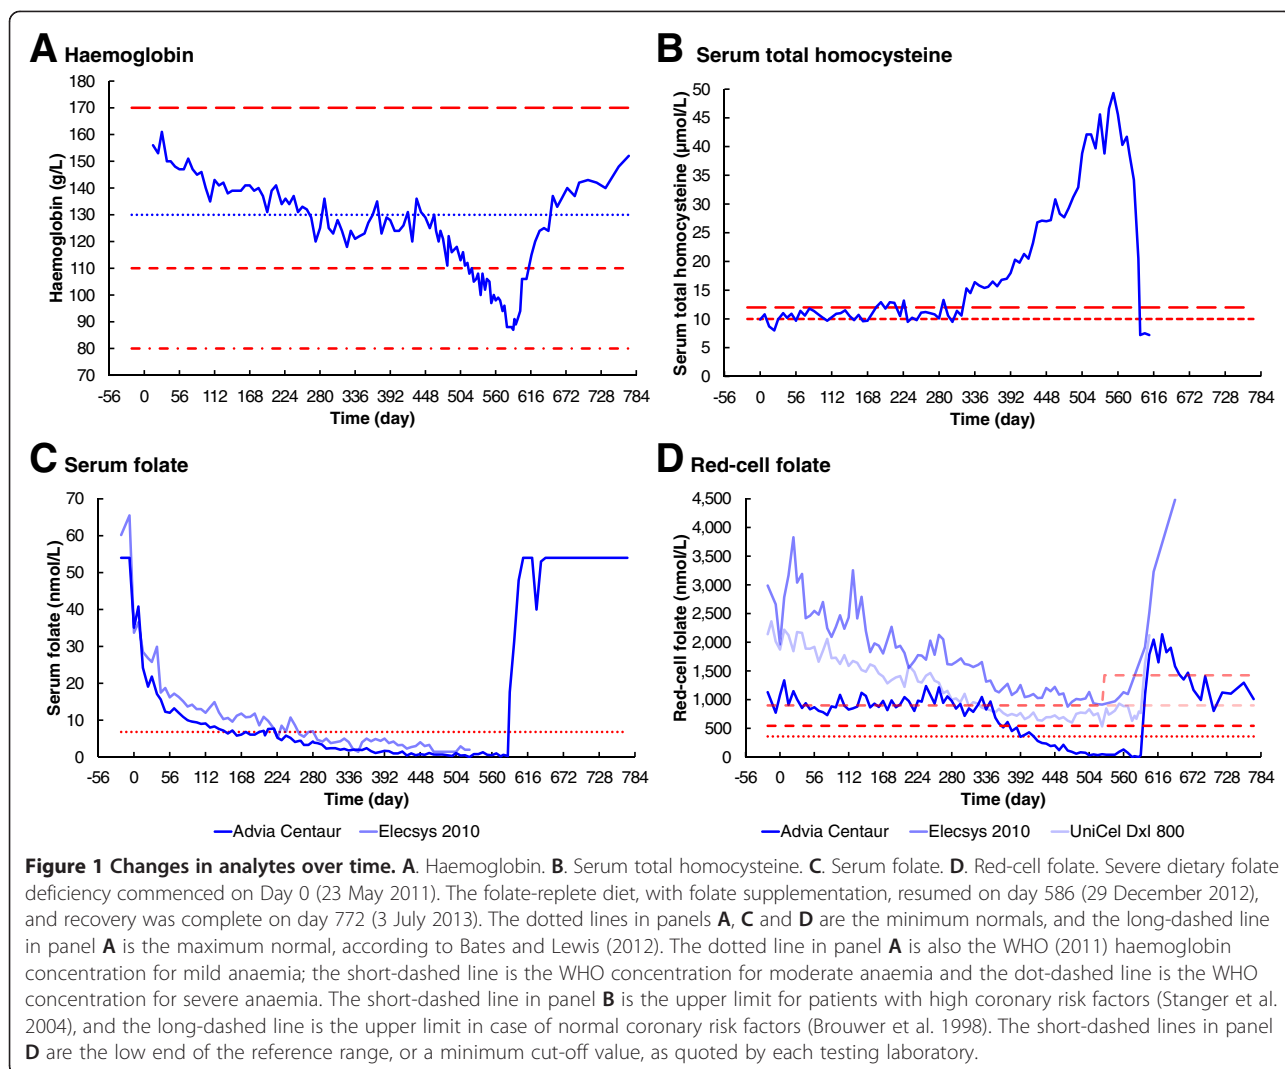 A Haemoglobin
180
170
160
150
140
130
120
110
100
90
80
70
Haemoglobin (g/L)
-56 0 56 112 168 224 280 336 392 448 504 560 616 672 728 784
Time (day)
B Serum total homocysteine
50
45
40
35
30
25
20
15
10
5
0
Serum total homocysteine (µmol/L)
-56 0 56 112 168 224 280 336 392 448 504 560 616 672 728 784
Time (day)
C Serum folate
70
60
50
40
30
20
10
0
Serum folate (nmol/L)
-56 0 56 112 168 224 280 336 392 448 504 560 616 672 728 784
Time (day)
Advia Centaur Elecsys 2010
D Red-cell folate
4,500
4,000
3,500
3,000
2,500
2,000
1,500
1,000
500
0
Red-cell folate (nmol/L)
-56 0 56 112 168 224 280 336 392 448 504 560 616 672 728 784
Time (day)
Advia Centaur Elecsys 2010 UniCel DxI 800
Figure 1 Changes in analytes over time. A. Haemoglobin. B. Serum total homocysteine. C. Serum folate. D. Red-cell folate. Severe dietary folate
deficiency commenced on Day 0 (23 May 2011). The folate-replete diet, with folate supplementation, resumed on day 586 (29 December 2012),
and recovery was complete on day 772 (3 July 2013). The dotted lines in panels A, C and D are the minimum normals, and the long-dashed line
in panel A is the maximum normal, according to Bates and Lewis (2012). The dotted line in panel A is also the WHO (2011) haemoglobin
concentration for mild anaemia; the short-dashed line is the WHO concentration for moderate anaemia and the dot-dashed line is the WHO
concentration for severe anaemia. The short-dashed line in panel B is the upper limit for patients with high coronary risk factors (Stanger et al.
2004), and the long-dashed line is the upper limit in case of normal coronary risk factors (Brouwer et al. 1998). The short-dashed lines in panel
D are the low end of the reference range, or a minimum cut-off value, as quoted by each testing laboratory.